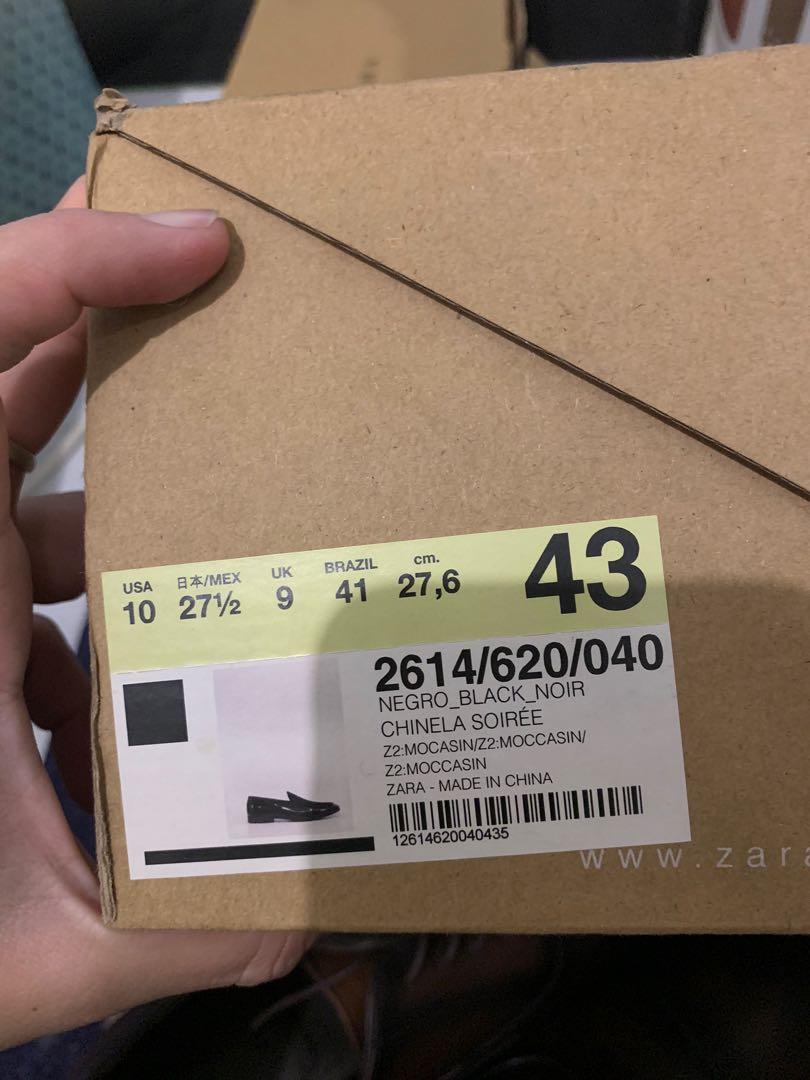 USA 日本/MEX UK BRAZIL cm.
10 27½ 9 41 27,6
43
2614/620/040
NEGRO_BLACK_NOIR
CHINELA SOIRÉE
Z2:MOCASIN/Z2:MOCCASIN/
Z2:MOCCASIN
ZARA - MADE IN CHINA
12614620040435
www.zara